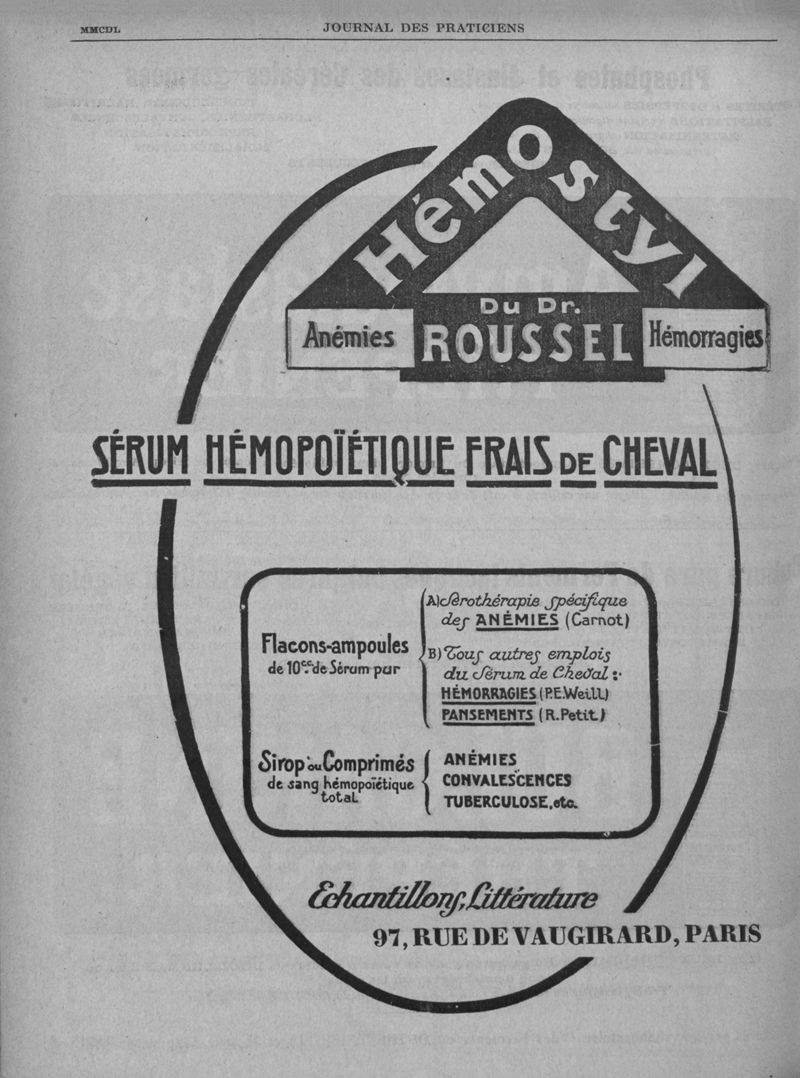 MMCDL
JOURNAL DES PRATICIENS
HémOstyl
Du Dr.
Anémies
ROUSSEL
Hémorragies
SÉRUM HÉMOPOÏÉTIQUE FRAIS DE CHEVAL
Flacons-ampoules
de 10cc. de Sérum par
A) Sérothérapie spécifique
des ANÉMIES (Carnot)
B) Tous autres emplois
du Sérum de Cheval :
HÉMORRAGIES (P.E.Weill)
PANSEMENTS (R.Petit)
Sirop ou Comprimés
de sang hémopoïétique
total
ANÉMIES
CONVALESCENCES
TUBERCULOSE, etc.
Echantillons, Littérature
97, RUE DE VAUGIRARD, PARIS